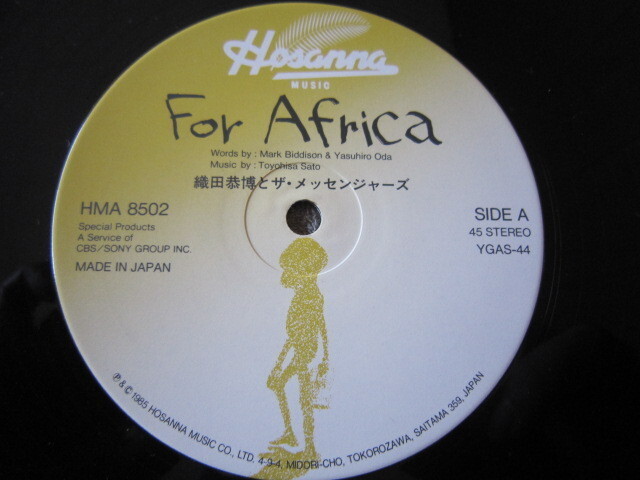 Hosanna
MUSIC
For Africa
Words by : Mark Biddison & Yasuhiro Oda
Music by : Toyohisa Sato
織田恭博とザ・メッセンジャーズ
HMA 8502
Special Products
A Service of
CBS/SONY GROUP INC.
MADE IN JAPAN
SIDE A
45 STEREO
YGAS-44
℗ & © 1985 HOSANNA MUSIC CO., LTD. 4-9-4, MIDORI-CHO, TOKOROZAWA, SAITAMA 359, JAPAN